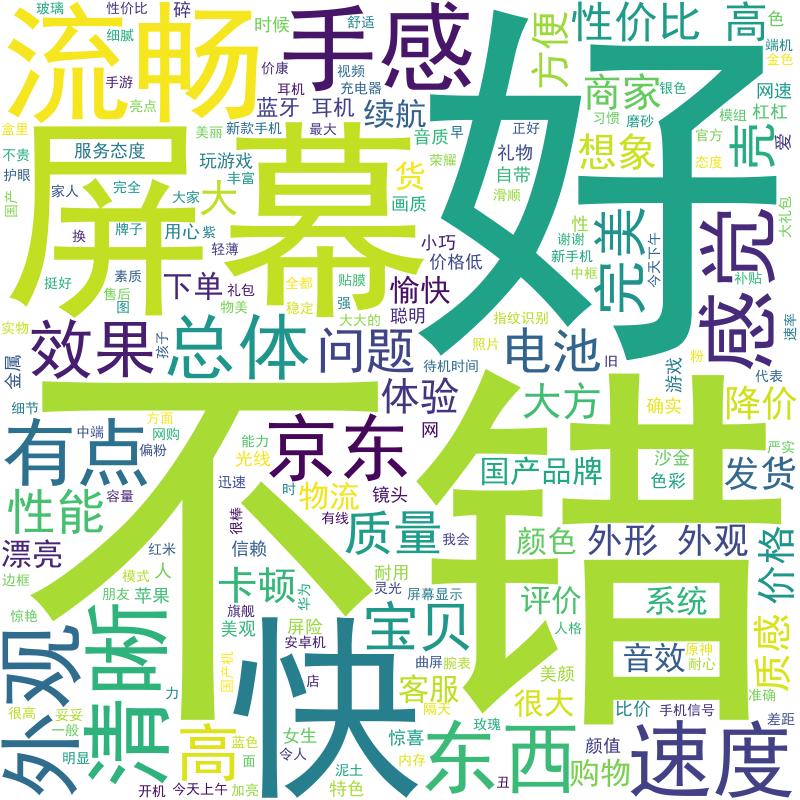 玻璃
性价比
碎
时候
舒适
性价比
高
色
端机
金色
流畅
细腻
手游
亮点
手感
价康
视频
耳机
充电器
方便
好
网速
银色
商家
模组
杠杠
盒里
美丽
新款手机
最大
蓝牙
耳机
续航
音质
早
正好
习惯
磨砂
官方
壳
爱
不贵
服务态度
屏幕
荣耀
礼物
想象
态度
护眼
玩游戏
丰富
货
画质
自带
滑顺
国产
家人
完全
大家
大
性
大礼包
换
牌子
用心
紫
轻薄
小巧
谢谢
完美
今天下午
感觉
挺好
素质
下单
礼包
全都
贴膜
愉快
价格低
新手机
中框
补贴
售后
图
物美
稳定
强
聪明
实物
效果
孩子
总体
大大的
问题
指纹识别
电池
照片
旧
速率
金属
待机时间
体验
游戏
粉
代表
细节
不错
大方
确实
降价
有点
中端
方面
网购
偏粉
能力
京东
网
国产品牌
沙金
严实
色彩
发货
光线
性能
容量
迅速
时
物流
镜头
很棒
有线
质量
我会
颜色
外形
外观
价格
漂亮
红米
信赖
边框
模式
人
朋友
苹果
卡顿
华为
耐用
灵光
旗舰
屏幕显示
评价
系统
惊艳
清晰
美观
屏险
安卓机
宝贝
人格
质感
外观
快
曲屏
腕表
音效
原神
耐心
国产机
力
店
客服
美颜
准确
很高
妥妥
一般
隔天
很大
比价
手机信号
差距
高
蓝色
面
女生
惊喜
东西
玫瑰
颜值
速度
明显
令人
内存
购物
开机
今天上午
加亮
泥土
特色
丑